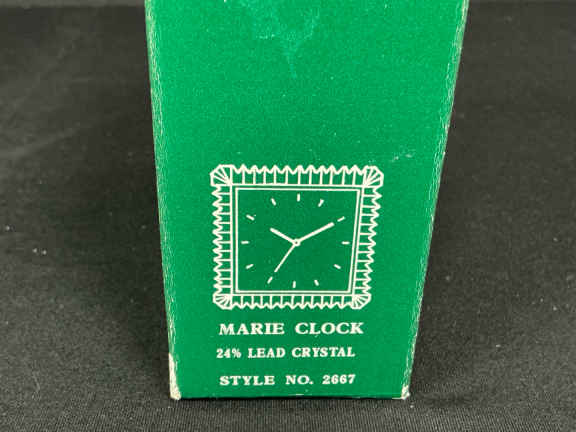 MARIE CLOCK
24% LEAD CRYSTAL
STYLE NO. 2667